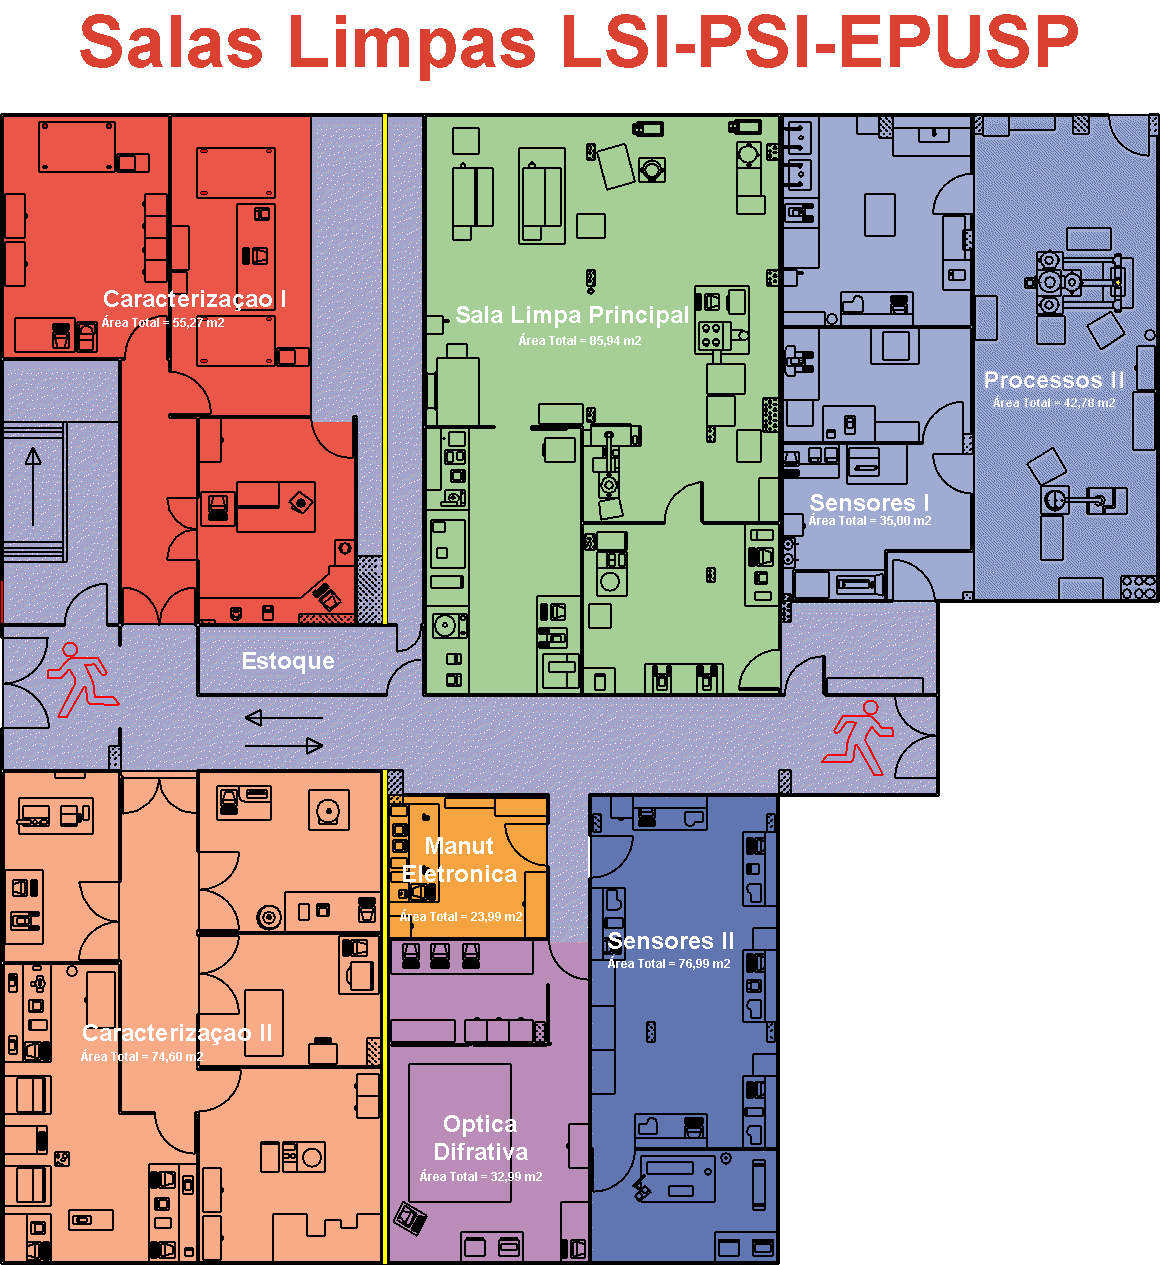 Salas Limpas LSI-PSI-EPUSP
Caracterizaçao I
Área Total = 55,27 m2
Sala Limpa Principal
Área Total = 85,94 m2
Processos II
Área Total = 42,78 m2
Sensores I
Área Total = 35,00 m2
Estoque
Manut
Eletronica
Área Total = 23,99 m2
Sensores II
Área Total = 76,99 m2
Caracterizaçao II
Área Total = 74,60 m2
Optica
Difrativa
Área Total = 32,99 m2